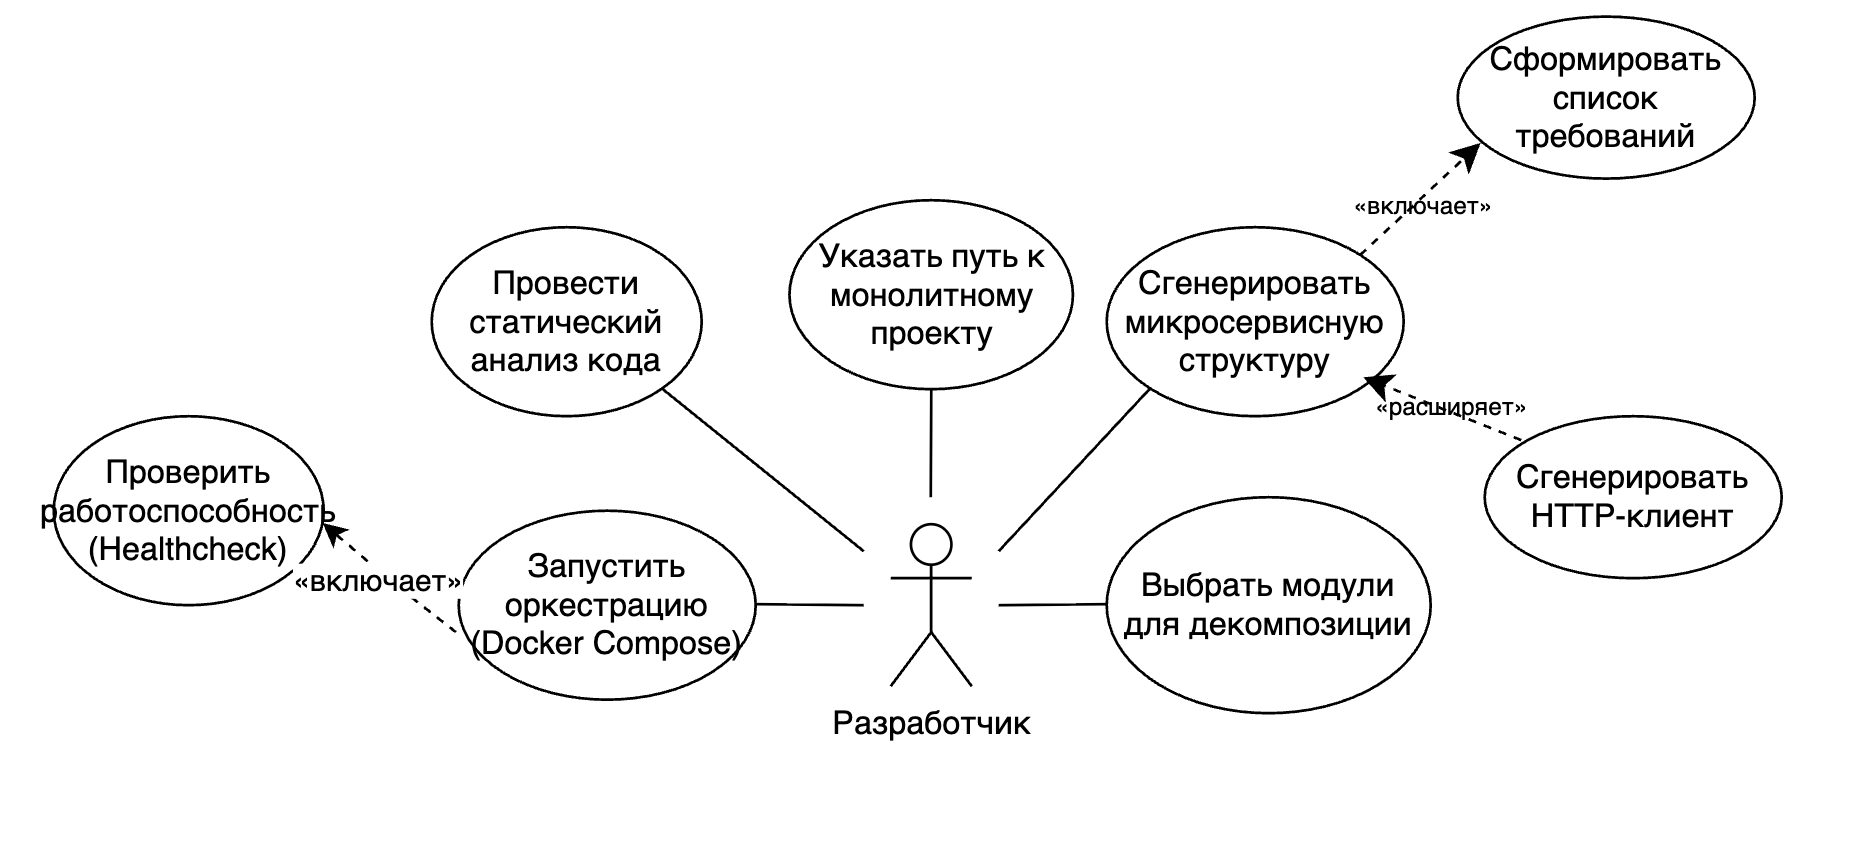 Сформировать
список
требований
«включает»
Указать путь к
монолитному
проекту
Провести
статический
анализ кода
Сгенерировать
микросервисную
структуру
«расширяет»
Сгенерировать
HTTP-клиент
Проверить
работоспособность
(Healthcheck)
«включает»
Запустить
оркестрацию
(Docker Compose)
Выбрать модули
для декомпозиции
Разработчик